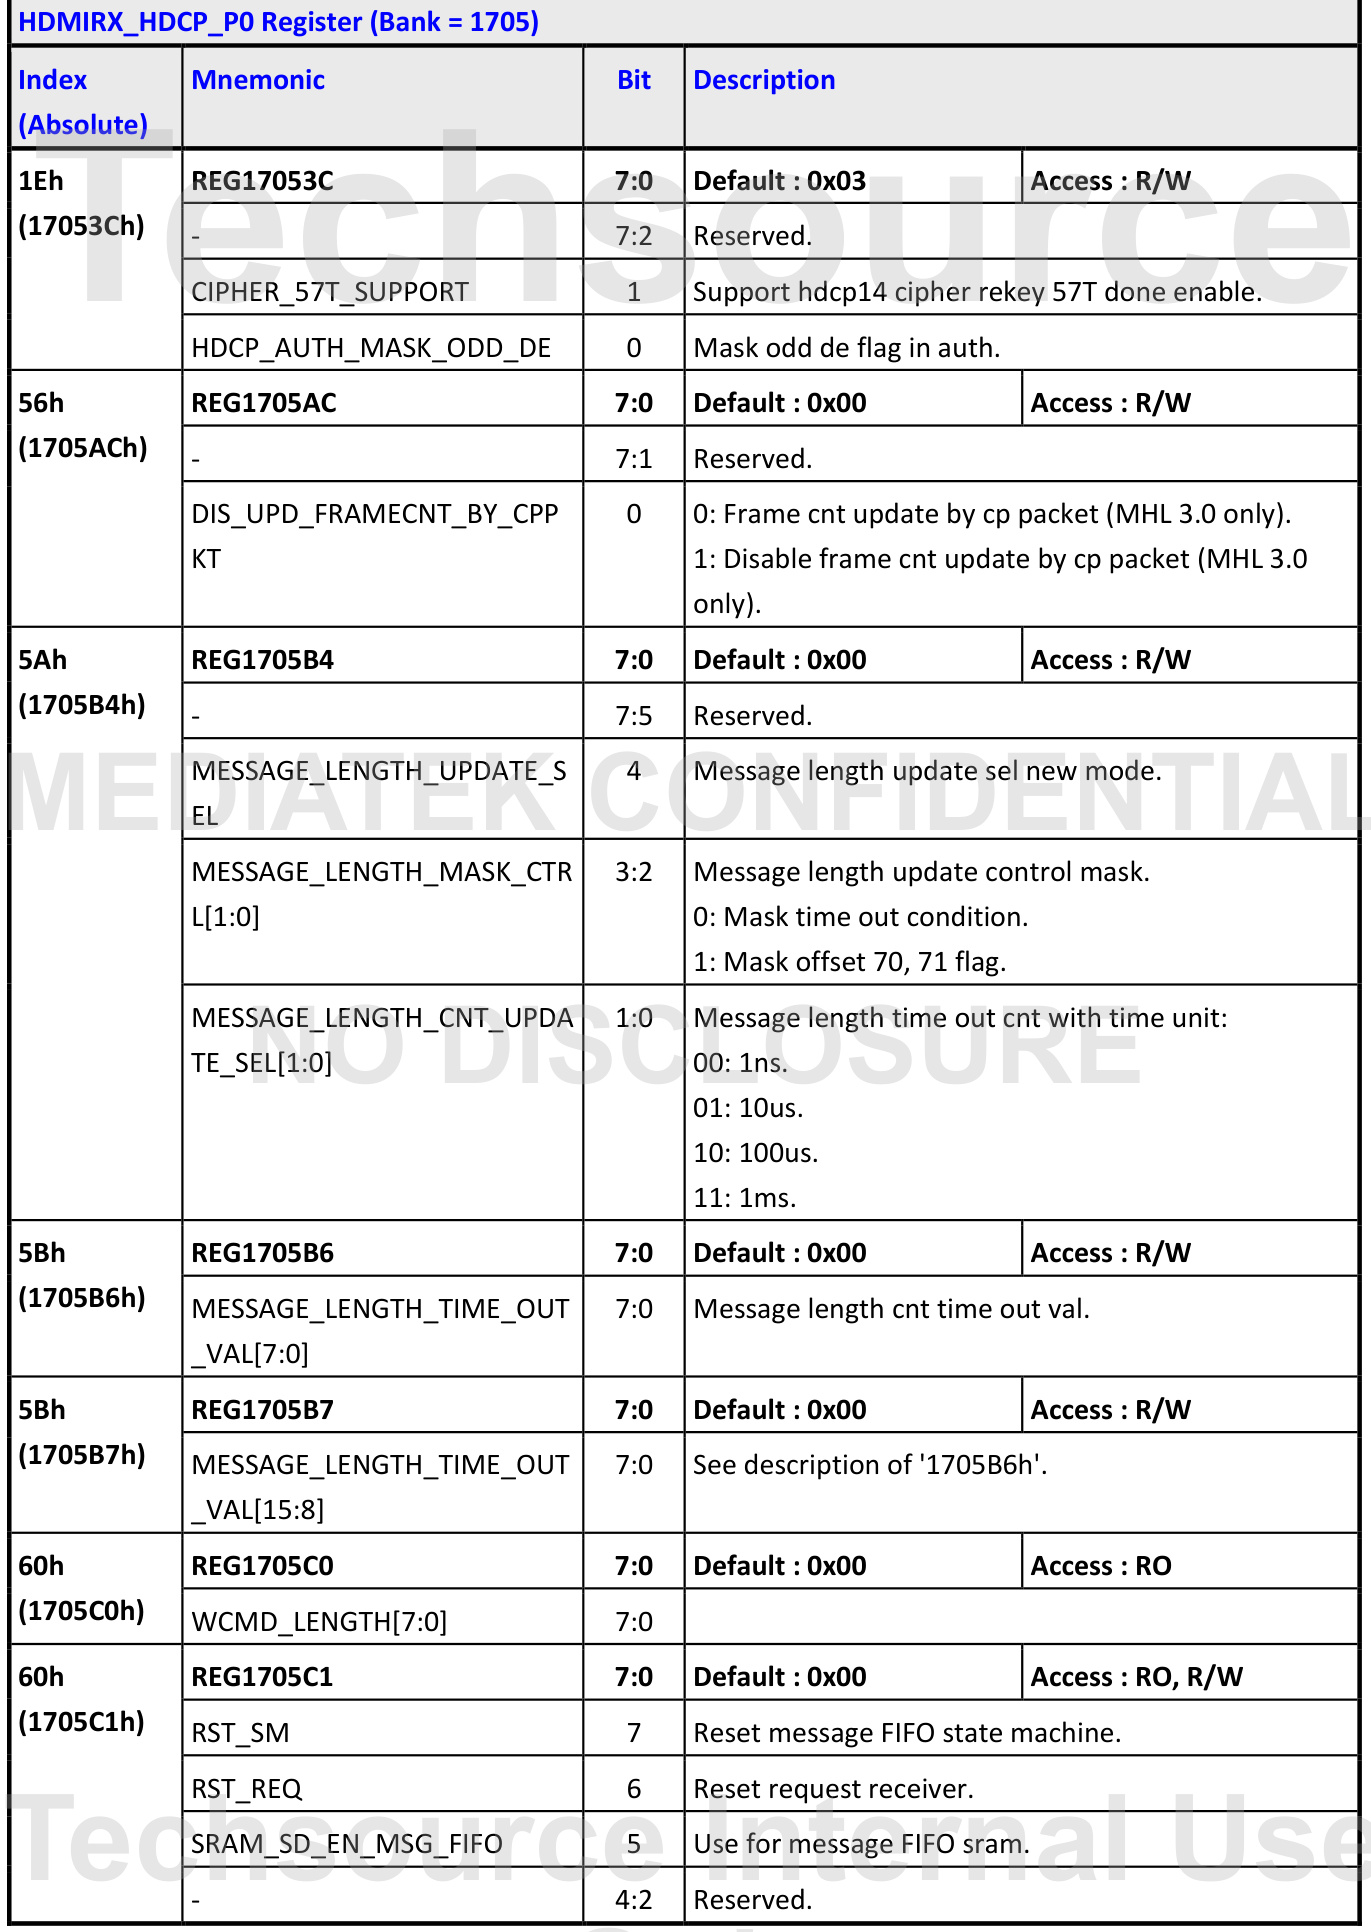 HDMIRX_HDCP_P0 Register (Bank = 1705)
Index (Absolute) Mnemonic Bit Description
1Eh (17053Ch) REG17053C 7:0 Default : 0x03 Access : R/W
- 7:2 Reserved.
CIPHER_57T_SUPPORT 1 Support hdcp14 cipher rekey 57T done enable.
HDCP_AUTH_MASK_ODD_DE 0 Mask odd de flag in auth.
Techsource
56h (1705ACh) REG1705AC 7:0 Default : 0x00 Access : R/W
- 7:1 Reserved.
DIS_UPD_FRAMECNT_BY_CPP 0 0: Frame cnt update by cp packet (MHL 3.0 only).
KT 1: Disable frame cnt update by cp packet (MHL 3.0
only).
5Ah (1705B4h) REG1705B4 7:0 Default : 0x00 Access : R/W
- 7:5 Reserved.
MESSAGE_LENGTH_UPDATE_S 4 Message length update sel new mode.
EL
MEDIATEK CONFIDENTIAL
MESSAGE_LENGTH_MASK_CTR 3:2 Message length update control mask.
L[1:0] 0: Mask time out condition.
1: Mask offset 70, 71 flag.
MESSAGE_LENGTH_CNT_UPDA 1:0 Message length time out cnt with time unit:
TE_SEL[1:0] 00: 1ns.
NO DISCLOSURE
01: 10us.
10: 100us.
11: 1ms.
5Bh (1705B6h) REG1705B6 7:0 Default : 0x00 Access : R/W
MESSAGE_LENGTH_TIME_OUT 7:0 Message length cnt time out val.
_VAL[7:0]
5Bh (1705B7h) REG1705B7 7:0 Default : 0x00 Access : R/W
MESSAGE_LENGTH_TIME_OUT 7:0 See description of '1705B6h'.
_VAL[15:8]
60h (1705C0h) REG1705C0 7:0 Default : 0x00 Access : RO
WCMD_LENGTH[7:0] 7:0
60h (1705C1h) REG1705C1 7:0 Default : 0x00 Access : RO, R/W
RST_SM 7 Reset message FIFO state machine.
RST_REQ 6 Reset request receiver.
SRAM_SD_EN_MSG_FIFO 5 Use for message FIFO sram.
Techsource Internal Use
- 4:2 Reserved.